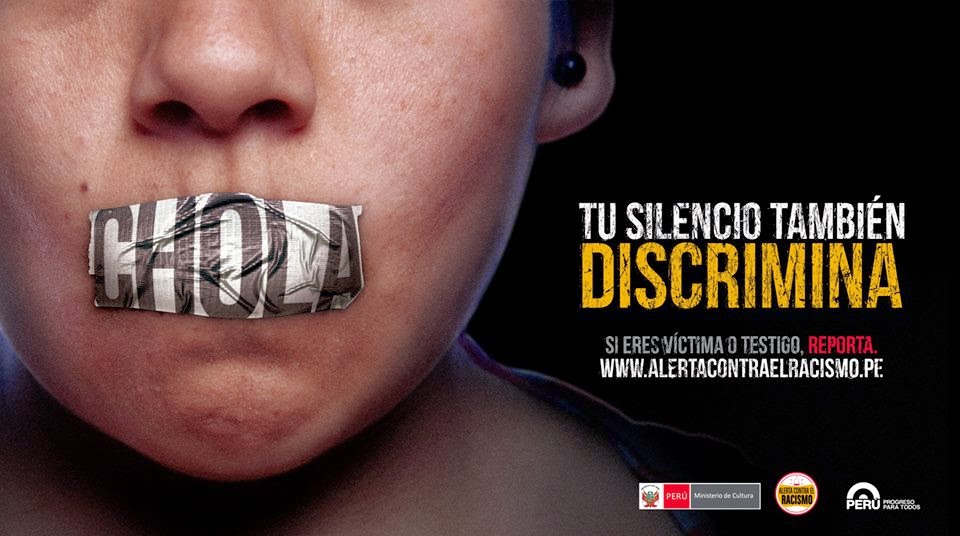 CHOLA
TU SILENCIO TAMBIÉN
DISCRIMINA
SI ERES VÍCTIMA O TESTIGO, REPORTA.
WWW.ALERTACONTRAELRACISMO.PE
PERÚ Ministerio de Cultura
ALERTA CONTRA EL
RACISMO
PERÚ PROGRESO
PARA TODOS